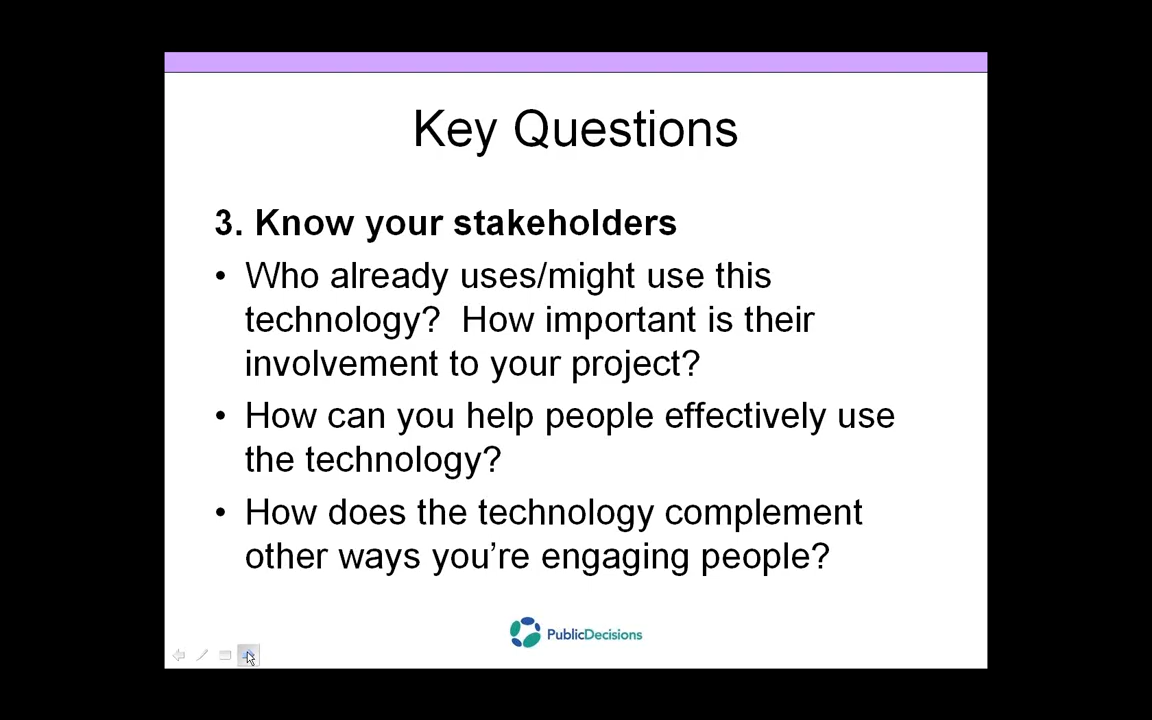 Key Questions
3. Know your stakeholders
• Who already uses/might use this
technology?  How important is their
involvement to your project?
• How can you help people effectively use
the technology?
• How does the technology complement
other ways you’re engaging people?
PublicDecisions